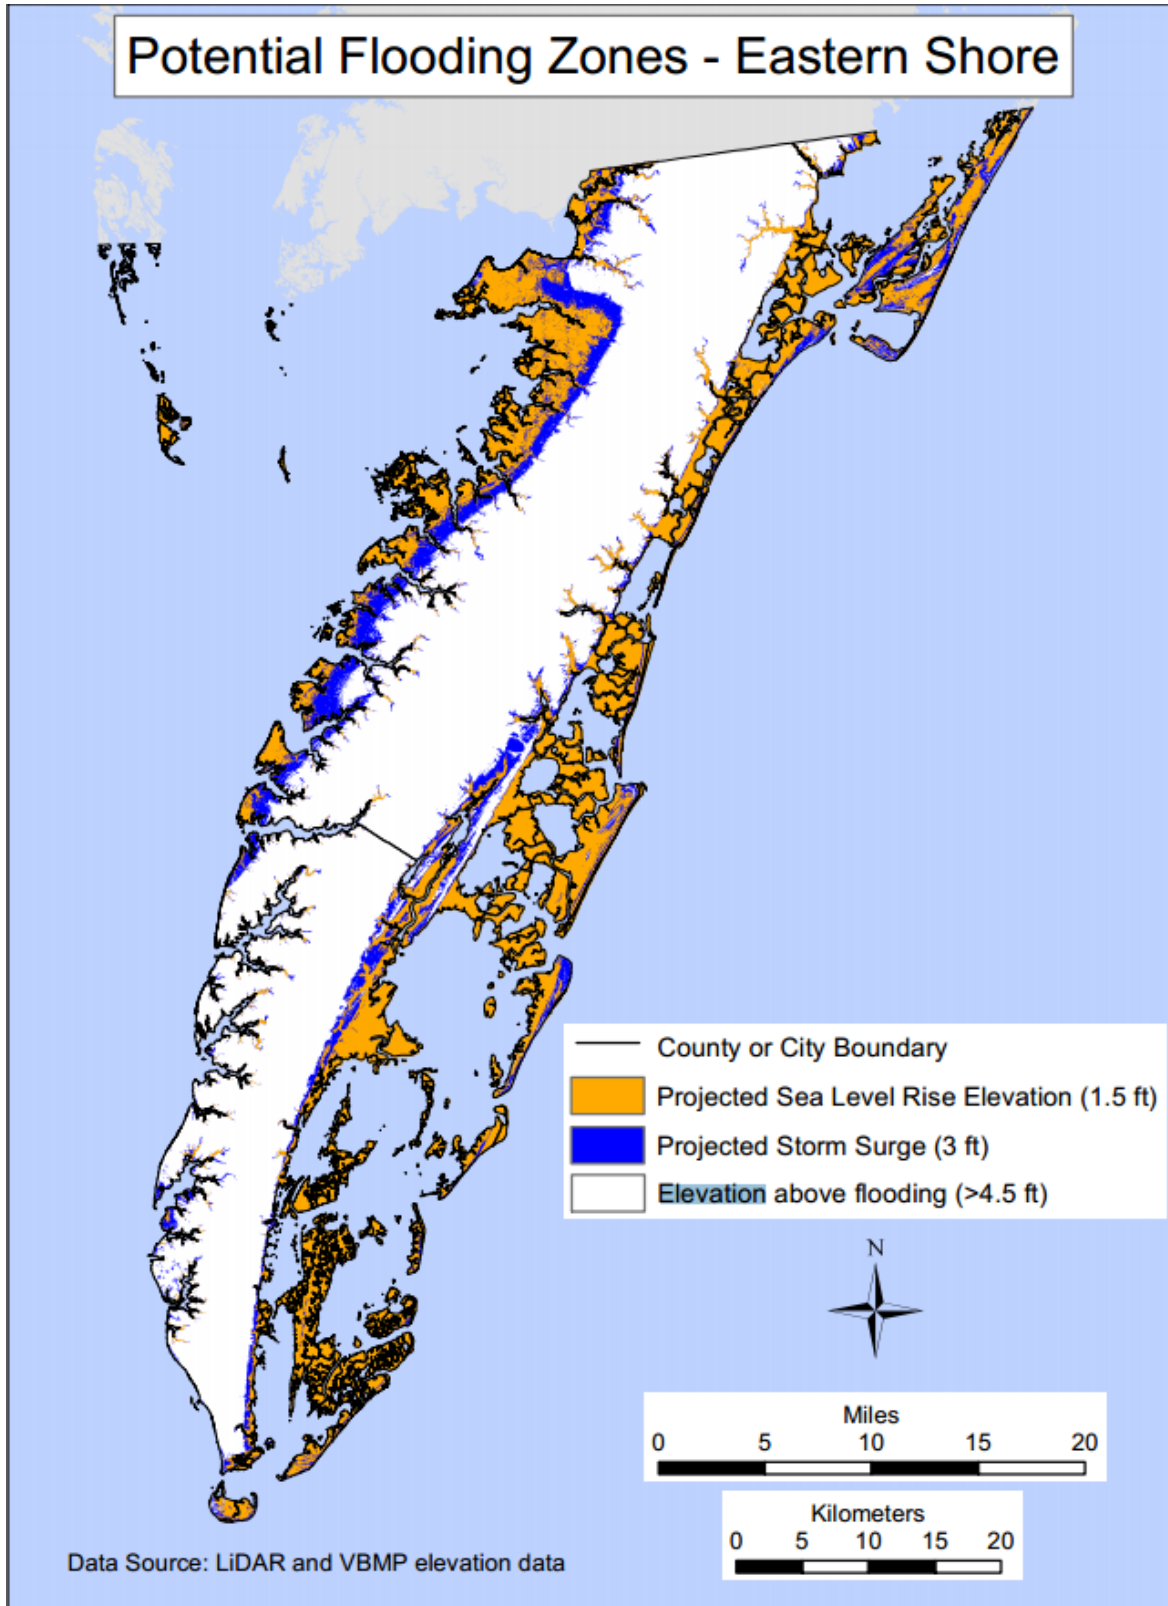 Potential Flooding Zones - Eastern Shore
County or City Boundary
Projected Sea Level Rise Elevation (1.5 ft)
Projected Storm Surge (3 ft)
Elevation above flooding (>4.5 ft)
N
Miles
0 5 10 15 20
Kilometers
0 5 10 15 20
Data Source: LiDAR and VBMP elevation data